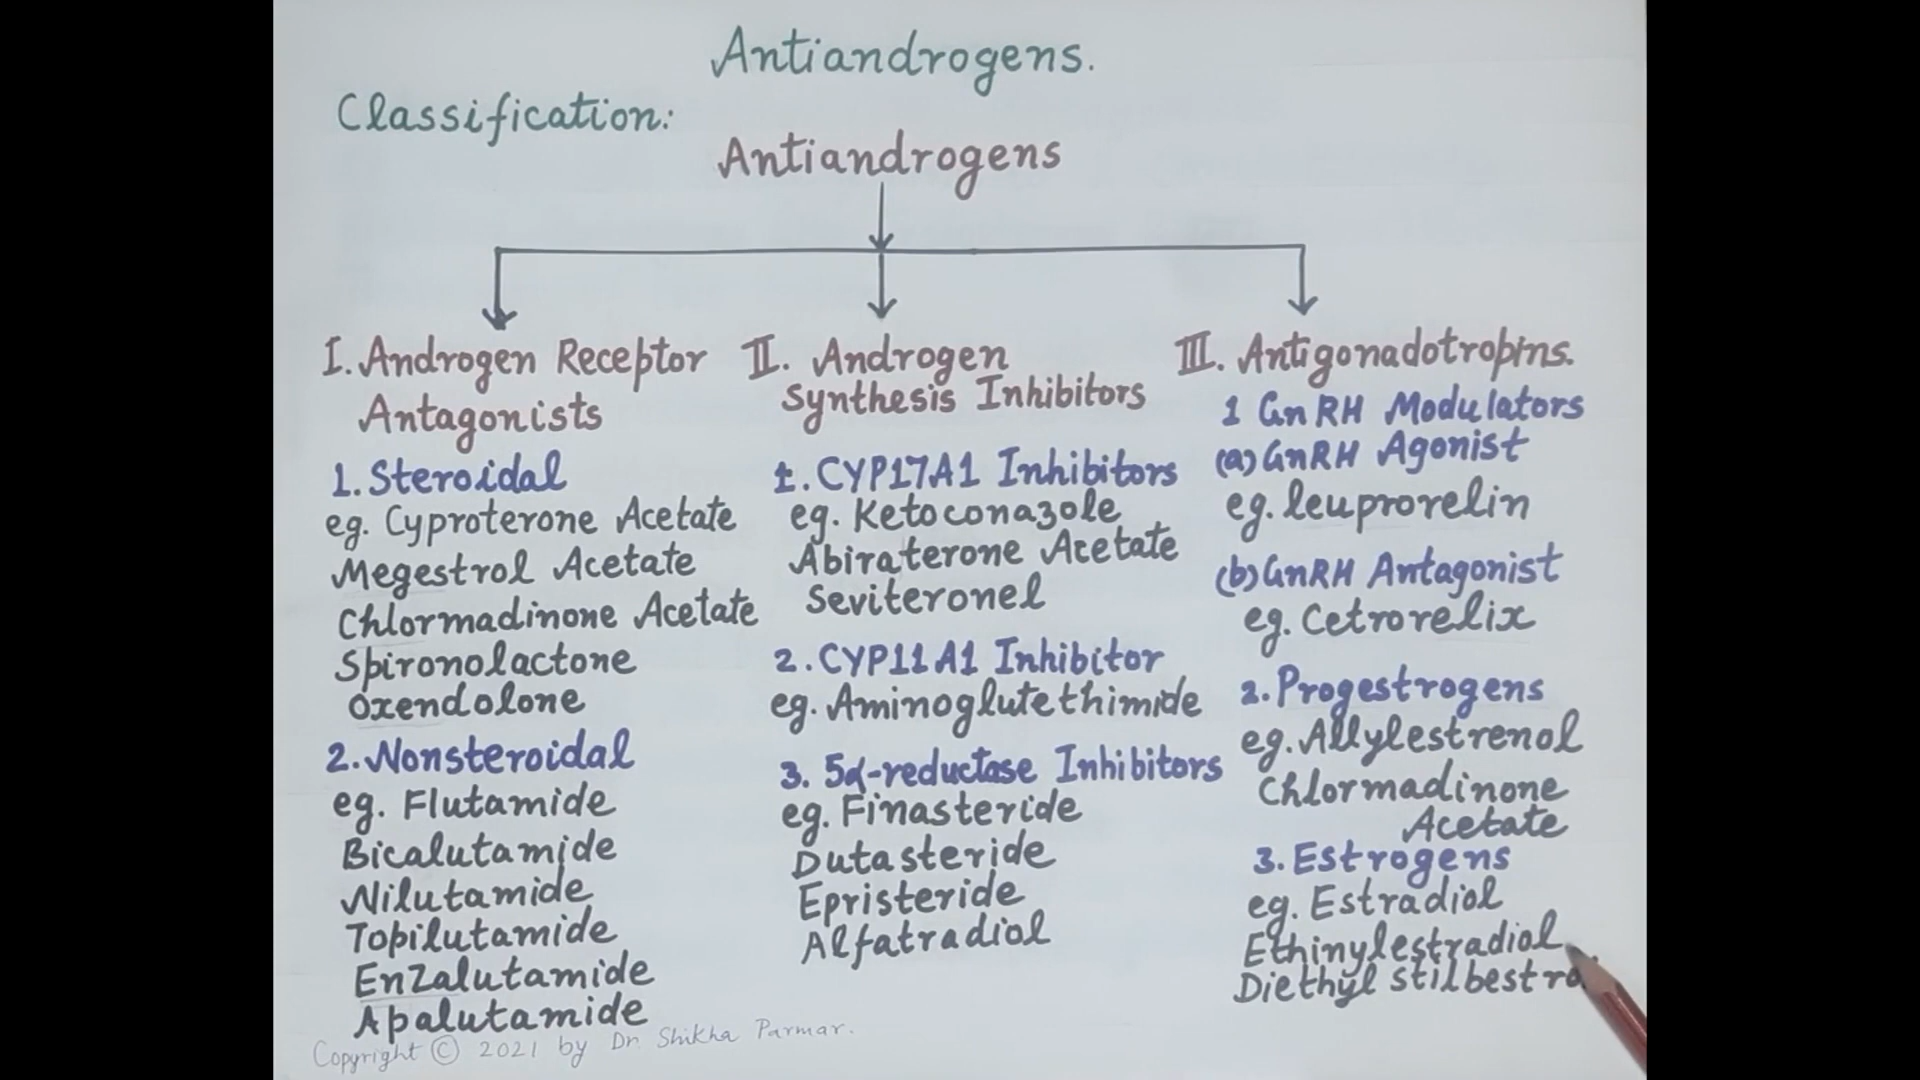 Antiandrogens.
Classification:
Antiandrogens
I. Androgen Receptor
Antagonists
1. Steroidal
eg. Cyproterone Acetate
Megestrol Acetate
Chlormadinone Acetate
Spironolactone
Oxendolone
2. Nonsteroidal
eg. Flutamide
Bicalutamide
Nilutamide
Topilutamide
Enzalutamide
Apalutamide
II. Androgen
Synthesis Inhibitors
1. CYP17A1 Inhibitors
eg. Ketoconazole
Abiraterone Acetate
Seviteronel
2. CYP11A1 Inhibitor
eg. Aminoglutethimide
3. 5α-reductase Inhibitors
eg. Finasteride
Dutasteride
Epristeride
Alfatradiol
III. Antigonadotropins.
1 GnRH Modulators
(a) GnRH Agonist
eg. leuprorelin
(b) GnRH Antagonist
eg. Cetrorelix
2. Progestrogens
eg. Allylestrenol
Chlormadinone
Acetate
3. Estrogens
eg. Estradiol
Ethinylestradiol
Diethyl stilbestro
Copyright © 2021 by Dr. Shikha Parmar.